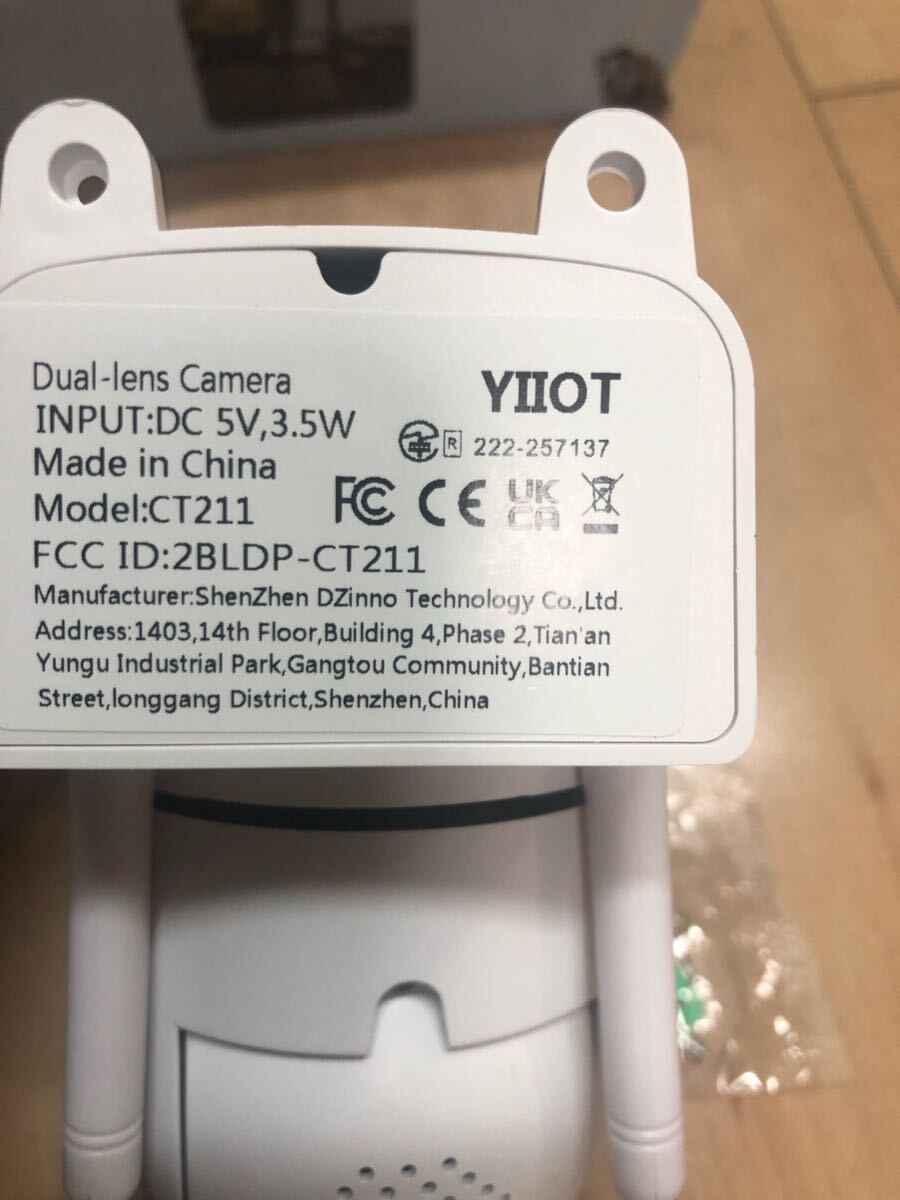 Dual-lens Camera
YIIOT
INPUT:DC 5V,3.5W
R 222-257137
Made in China
Model:CT211
FC CE UK CA
FCC ID:2BLDP-CT211
Manufacturer:ShenZhen DZinno Technology Co.,Ltd.
Address:1403,14th Floor,Building 4,Phase 2,Tian'an
Yungu Industrial Park,Gangtou Community,Bantian
Street,longgang District,Shenzhen,China